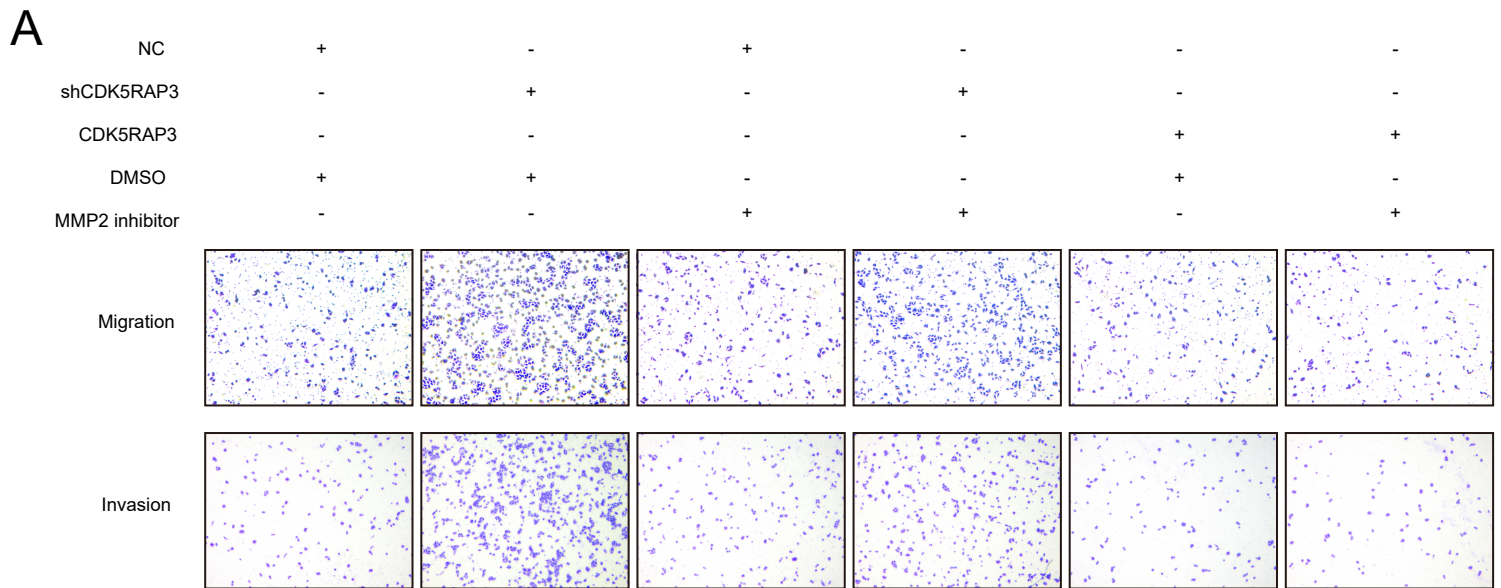 A
NC + - + - - -
shCDK5RAP3 - + - + - -
CDK5RAP3 - - - - + +
DMSO + + - - + -
MMP2 inhibitor - - + + - +
Migration
Invasion